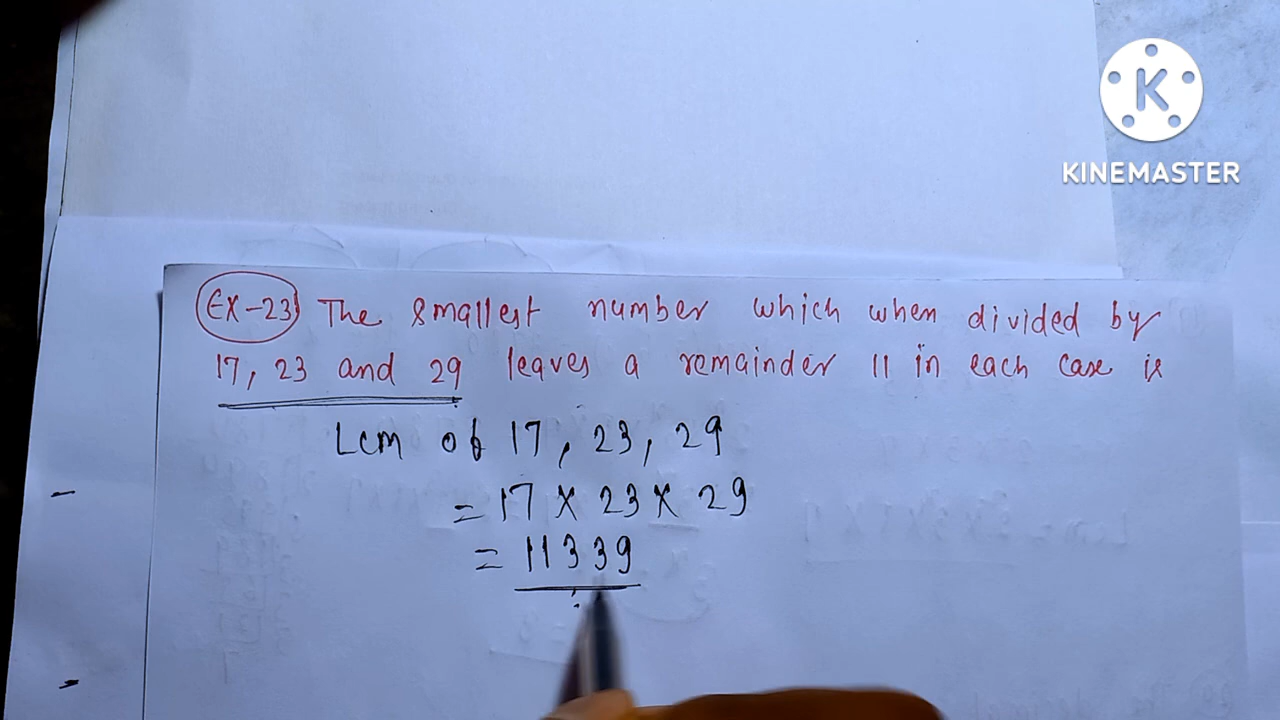 K
KINEMASTER
EX-23 The smallest number which when divided by
17, 23 and 29 leaves a remainder 11 in each case is
Lcm of 17, 23, 29
= 17 X 23 X 29
= 11339